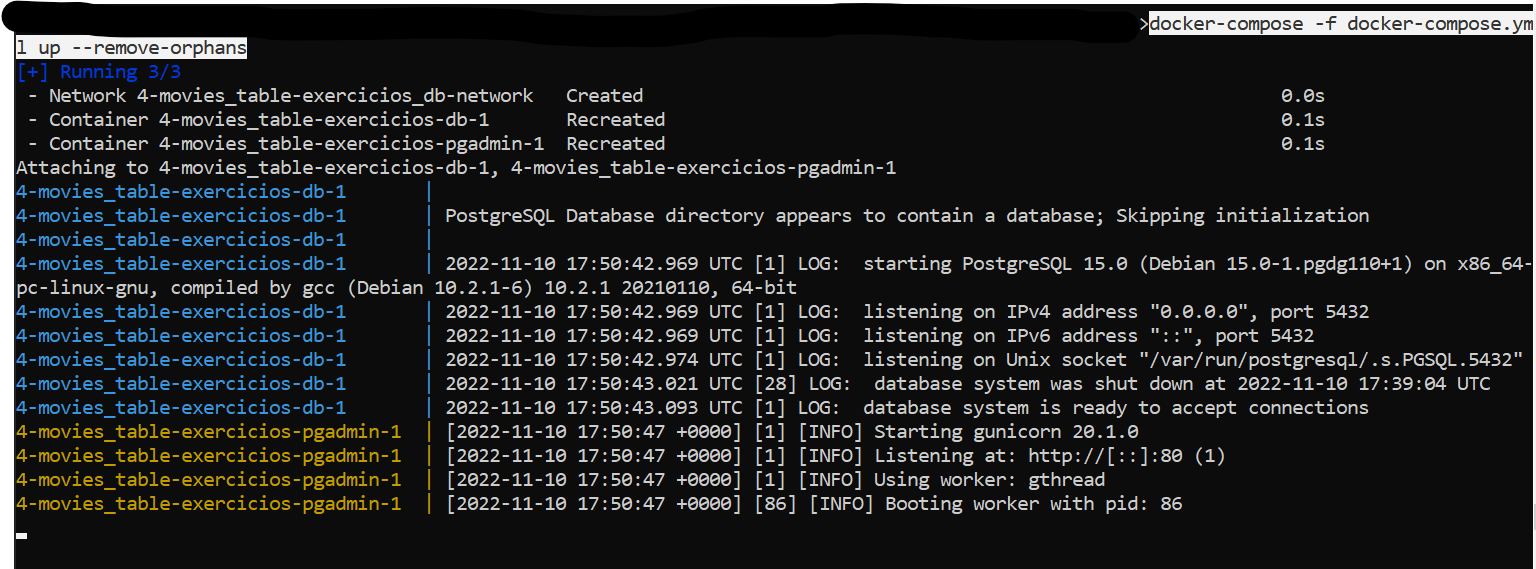 >docker-compose -f docker-compose.ym
l up --remove-orphans
[+] Running 3/3
 - Network 4-movies_table-exercicios_db-network   Created                                                          0.0s
 - Container 4-movies_table-exercicios-db-1       Recreated                                                        0.1s
 - Container 4-movies_table-exercicios-pgadmin-1  Recreated                                                        0.1s
Attaching to 4-movies_table-exercicios-db-1, 4-movies_table-exercicios-pgadmin-1
4-movies_table-exercicios-db-1       |
4-movies_table-exercicios-db-1       | PostgreSQL Database directory appears to contain a database; Skipping initialization
4-movies_table-exercicios-db-1       |
4-movies_table-exercicios-db-1       | 2022-11-10 17:50:42.969 UTC [1] LOG:  starting PostgreSQL 15.0 (Debian 15.0-1.pgdg110+1) on x86_64-
pc-linux-gnu, compiled by gcc (Debian 10.2.1-6) 10.2.1 20210110, 64-bit
4-movies_table-exercicios-db-1       | 2022-11-10 17:50:42.969 UTC [1] LOG:  listening on IPv4 address "0.0.0.0", port 5432
4-movies_table-exercicios-db-1       | 2022-11-10 17:50:42.969 UTC [1] LOG:  listening on IPv6 address "::", port 5432
4-movies_table-exercicios-db-1       | 2022-11-10 17:50:42.974 UTC [1] LOG:  listening on Unix socket "/var/run/postgresql/.s.PGSQL.5432"
4-movies_table-exercicios-db-1       | 2022-11-10 17:50:43.021 UTC [28] LOG:  database system was shut down at 2022-11-10 17:39:04 UTC
4-movies_table-exercicios-db-1       | 2022-11-10 17:50:43.093 UTC [1] LOG:  database system is ready to accept connections
4-movies_table-exercicios-pgadmin-1  | [2022-11-10 17:50:47 +0000] [1] [INFO] Starting gunicorn 20.1.0
4-movies_table-exercicios-pgadmin-1  | [2022-11-10 17:50:47 +0000] [1] [INFO] Listening at: http://[::]:80 (1)
4-movies_table-exercicios-pgadmin-1  | [2022-11-10 17:50:47 +0000] [1] [INFO] Using worker: gthread
4-movies_table-exercicios-pgadmin-1  | [2022-11-10 17:50:47 +0000] [86] [INFO] Booting worker with pid: 86